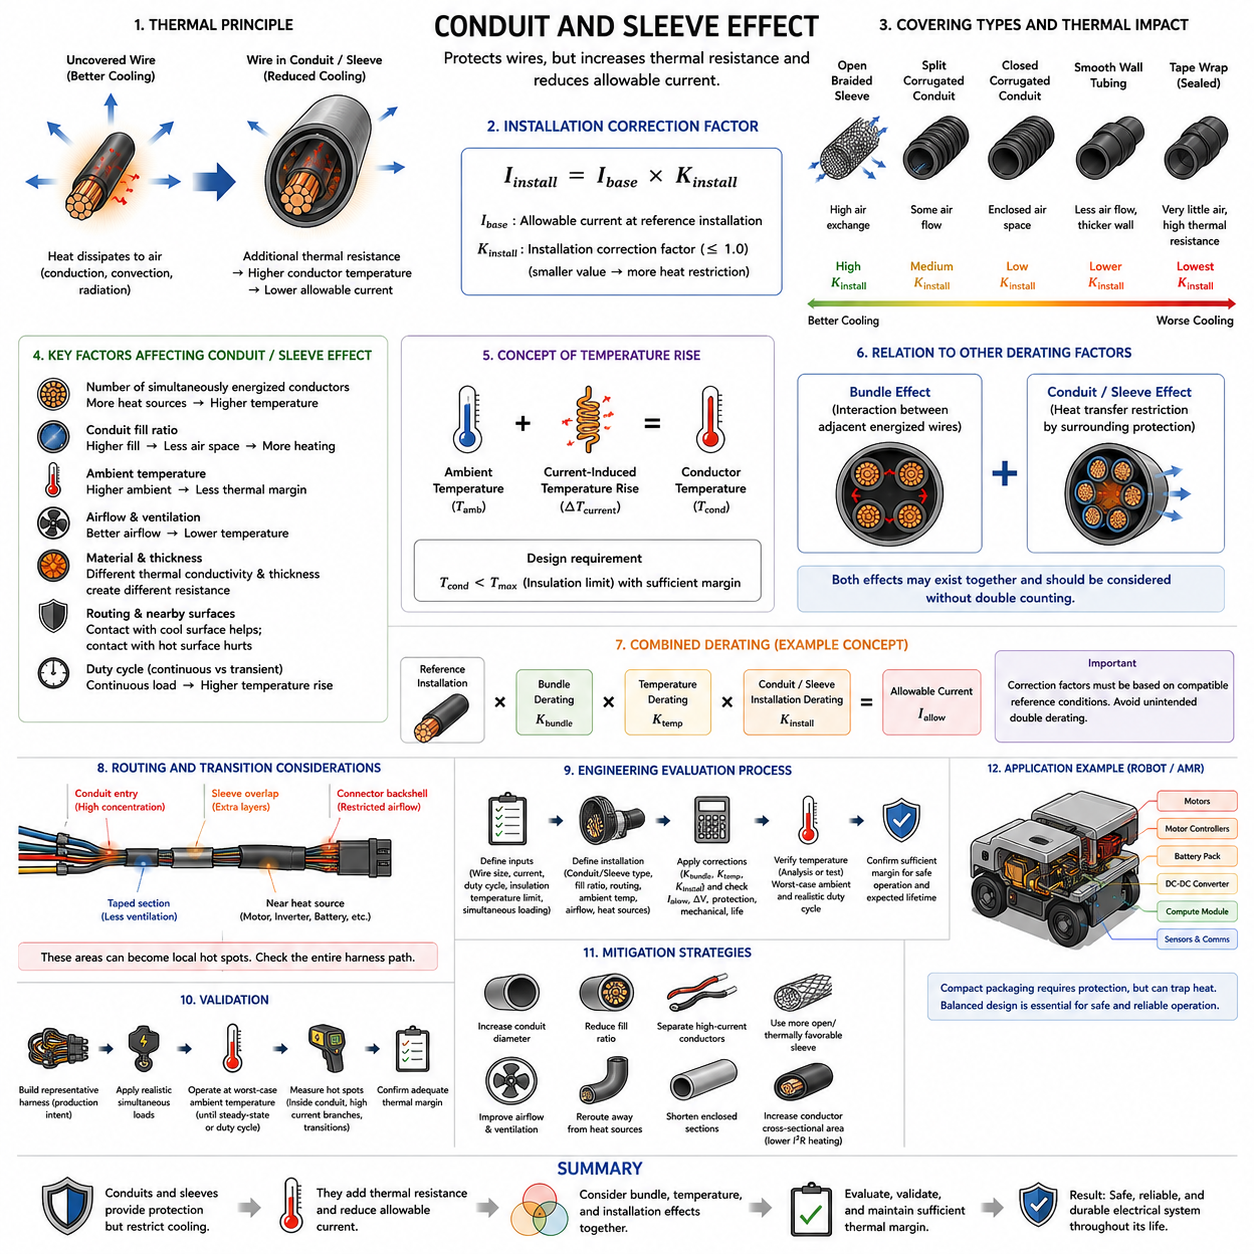 CONDUIT AND SLEEVE EFFECT
Protects wires, but increases thermal resistance and
reduces allowable current.
1. THERMAL PRINCIPLE
Uncovered Wire
(Better Cooling)
Wire in Conduit / Sleeve
(Reduced Cooling)
Heat dissipates to air
(conduction, convection,
radiation)
Additional thermal resistance
→ Higher conductor temperature
→ Lower allowable current
2. INSTALLATION CORRECTION FACTOR
I_install = I_base × K_install
I_base : Allowable current at reference installation
K_install : Installation correction factor (≤ 1.0)
(smaller value → more heat restriction)
3. COVERING TYPES AND THERMAL IMPACT
Open
Braided
Sleeve
Split
Corrugated
Conduit
Closed
Corrugated
Conduit
Smooth Wall
Tubing
Tape Wrap
(Sealed)
High air
exchange
Some air
flow
Enclosed air
space
Less air flow,
thicker wall
Very little air,
high thermal
resistance
High
K_install
Medium
K_install
Low
K_install
Lower
K_install
Lowest
K_install
Better Cooling
Worse Cooling
4. KEY FACTORS AFFECTING CONDUIT / SLEEVE EFFECT
Number of simultaneously energized conductors
More heat sources → Higher temperature
Conduit fill ratio
Higher fill → Less air space → More heating
Ambient temperature
Higher ambient → Less thermal margin
Airflow & ventilation
Better airflow → Lower temperature
Material & thickness
Different thermal conductivity & thickness
create different resistance
Routing & nearby surfaces
Contact with cool surface helps;
contact with hot surface hurts
Duty cycle (continuous vs transient)
Continuous load → Higher temperature rise
5. CONCEPT OF TEMPERATURE RISE
+
=
Ambient
Temperature
(T_amb)
Current-Induced
Temperature Rise
(ΔT_current)
Conductor
Temperature
(T_cond)
Design requirement
T_cond < T_max (Insulation limit) with sufficient margin
6. RELATION TO OTHER DERATING FACTORS
Bundle Effect
(Interaction between
adjacent energized wires)
+
Conduit / Sleeve Effect
(Heat transfer restriction
by surrounding protection)
Both effects may exist together and should be considered
without double counting.
7. COMBINED DERATING (EXAMPLE CONCEPT)
Reference
Installation
×
Bundle
Derating
K_bundle
×
Temperature
Derating
K_temp
×
Conduit / Sleeve
Installation Derating
K_install
=
Allowable Current
I_allow
Important
Correction factors must be based on compatible
reference conditions. Avoid unintended
double derating.
8. ROUTING AND TRANSITION CONSIDERATIONS
Conduit entry
(High concentration)
Sleeve overlap
(Extra layers)
Connector backshell
(Restricted airflow)
Taped section
(Less ventilation)
Near heat source
(Motor, Inverter, Battery, etc.)
These areas can become local hot spots. Check the entire harness path.
9. ENGINEERING EVALUATION PROCESS
Define inputs
(Wire size, current,
duty cycle, insulation
temperature limit,
simultaneous loading)
Define installation
(Conduit/Sleeve type,
fill ratio, routing,
ambient temp,
airflow, heat sources)
Apply corrections
(K_bundle, K_temp,
K_install) and check
I_allow, ΔV, protection,
mechanical, life
Verify temperature
(Analysis or test)
Worst-case ambient
and realistic duty
cycle
Confirm sufficient
margin for safe
operation and
expected lifetime
10. VALIDATION
Build representative
harness (production
intent)
Apply realistic
simultaneous
loads
Operate at worst-case
ambient temperature
(until steady-state
or duty cycle)
Measure hot spots
(Inside conduit, high
current branches,
transitions)
Confirm adequate
thermal margin
11. MITIGATION STRATEGIES
Increase conduit
diameter
Reduce fill
ratio
Separate high-current
conductors
Use more open/
thermally favorable
sleeve
Improve airflow
& ventilation
Reroute away
from heat sources
Shorten enclosed
sections
Increase conductor
cross-sectional area
(lower I²R heating)
12. APPLICATION EXAMPLE (ROBOT / AMR)
Motors
Motor Controllers
Battery Pack
DC-DC Converter
Compute Module
Sensors & Comms
Compact packaging requires protection, but can trap heat.
Balanced design is essential for safe and reliable operation.
SUMMARY
Conduits and sleeves
provide protection
but restrict cooling.
They add thermal resistance
and reduce allowable
current.
Consider bundle, temperature,
and installation effects
together.
Evaluate, validate,
and maintain sufficient
thermal margin.
Result: Safe, reliable, and
durable electrical system
throughout its life.